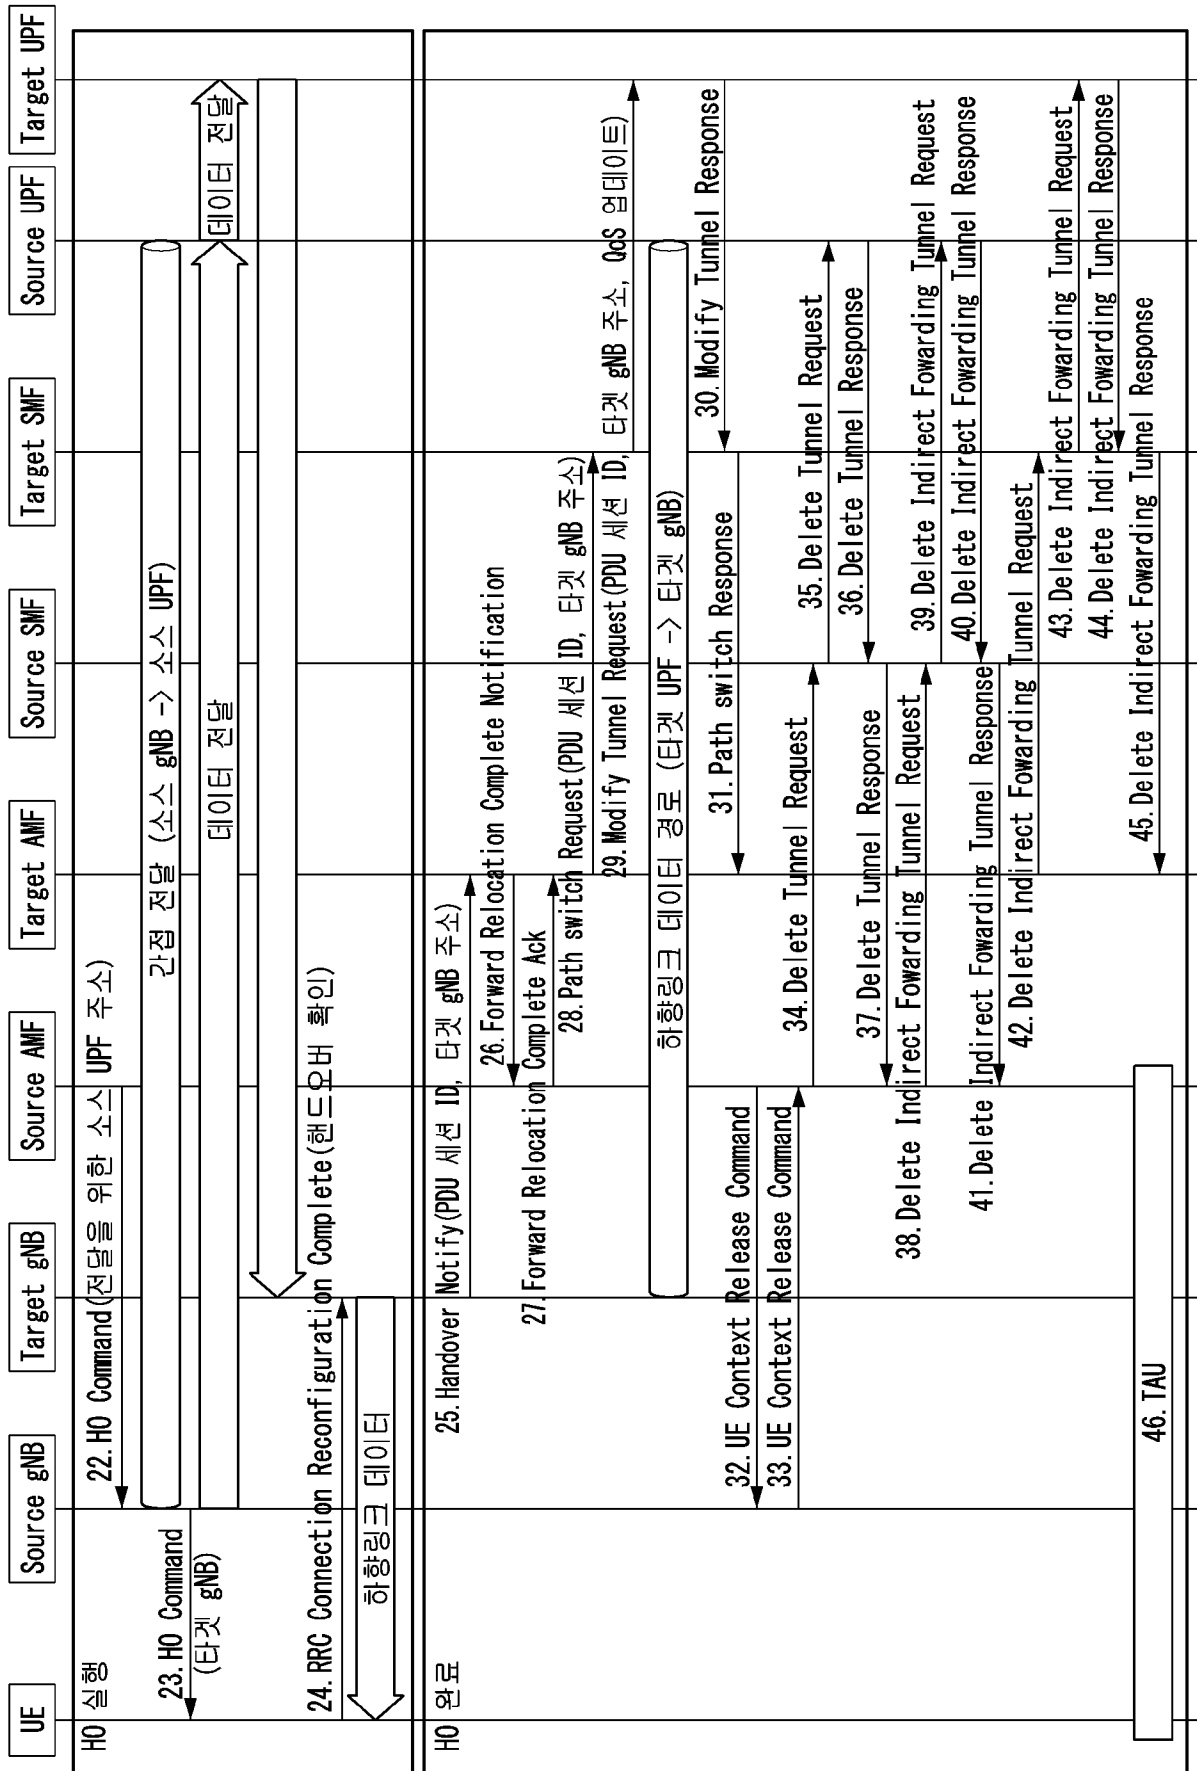 UE
Source gNB
Target gNB
Source AMF
Target AMF
Source SMF
Target SMF
Source UPF
Target UPF
HO 실행
22. HO Command(전달을 위한 소스 UPF 주소)
간접 전달 (소스 gNB -> 소스 UPF)
23. HO Command
(타겟 gNB)
데이터 전달
데이터 전달
24. RRC Connection Reconfiguration Complete(핸드오버 확인)
하향링크 데이터
HO 완료
25. Handover Notify(PDU 세션 ID, 타겟 gNB 주소)
26. Forward Relocation Complete Notification
27. Forward Relocation Complete Ack
28. Path switch Request(PDU 세션 ID, 타겟 gNB 주소)
29. Modify Tunnel Request(PDU 세션 ID, 타겟 gNB 주소, QoS 업데이트)
하향링크 데이터 경로 (타겟 UPF -> 타겟 gNB)
30. Modify Tunnel Response
31. Path switch Response
32. UE Context Release Command
33. UE Context Release Command
34. Delete Tunnel Request
35. Delete Tunnel Request
36. Delete Tunnel Response
37. Delete Tunnel Response
38. Delete Indirect Fowarding Tunnel Request
39. Delete Indirect Fowarding Tunnel Request
40. Delete Indirect Fowarding Tunnel Response
41. Delete Indirect Fowarding Tunnel Response
42. Delete Indirect Fowarding Tunnel Request
43. Delete Indirect Fowarding Tunnel Request
44. Delete Indirect Fowarding Tunnel Response
45. Delete Indirect Fowarding Tunnel Response
46. TAU